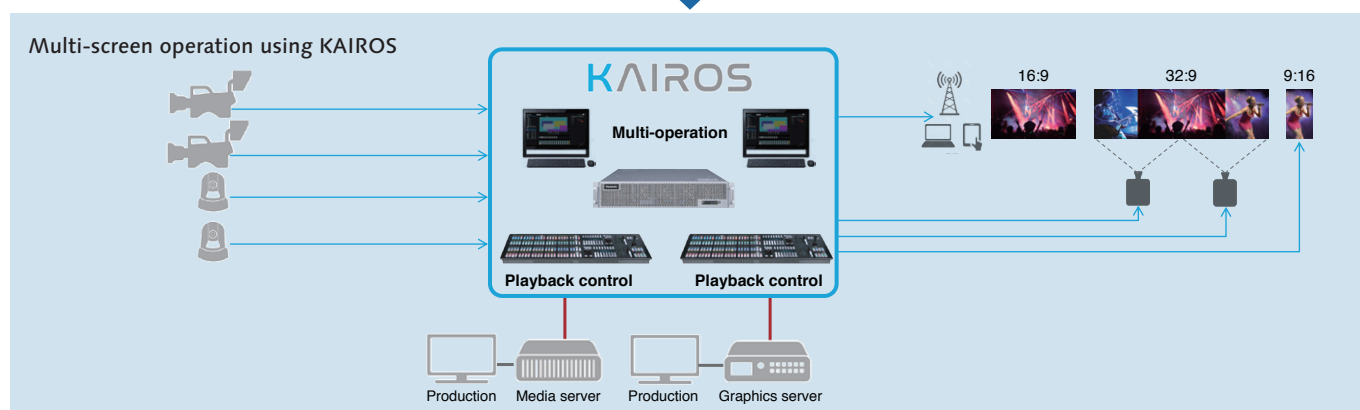 Multi-screen operation using KAIROS
KAIROS
16:9
32:9
9:16
Multi-operation
Playback control
Playback control
Production
Media server
Production
Graphics server